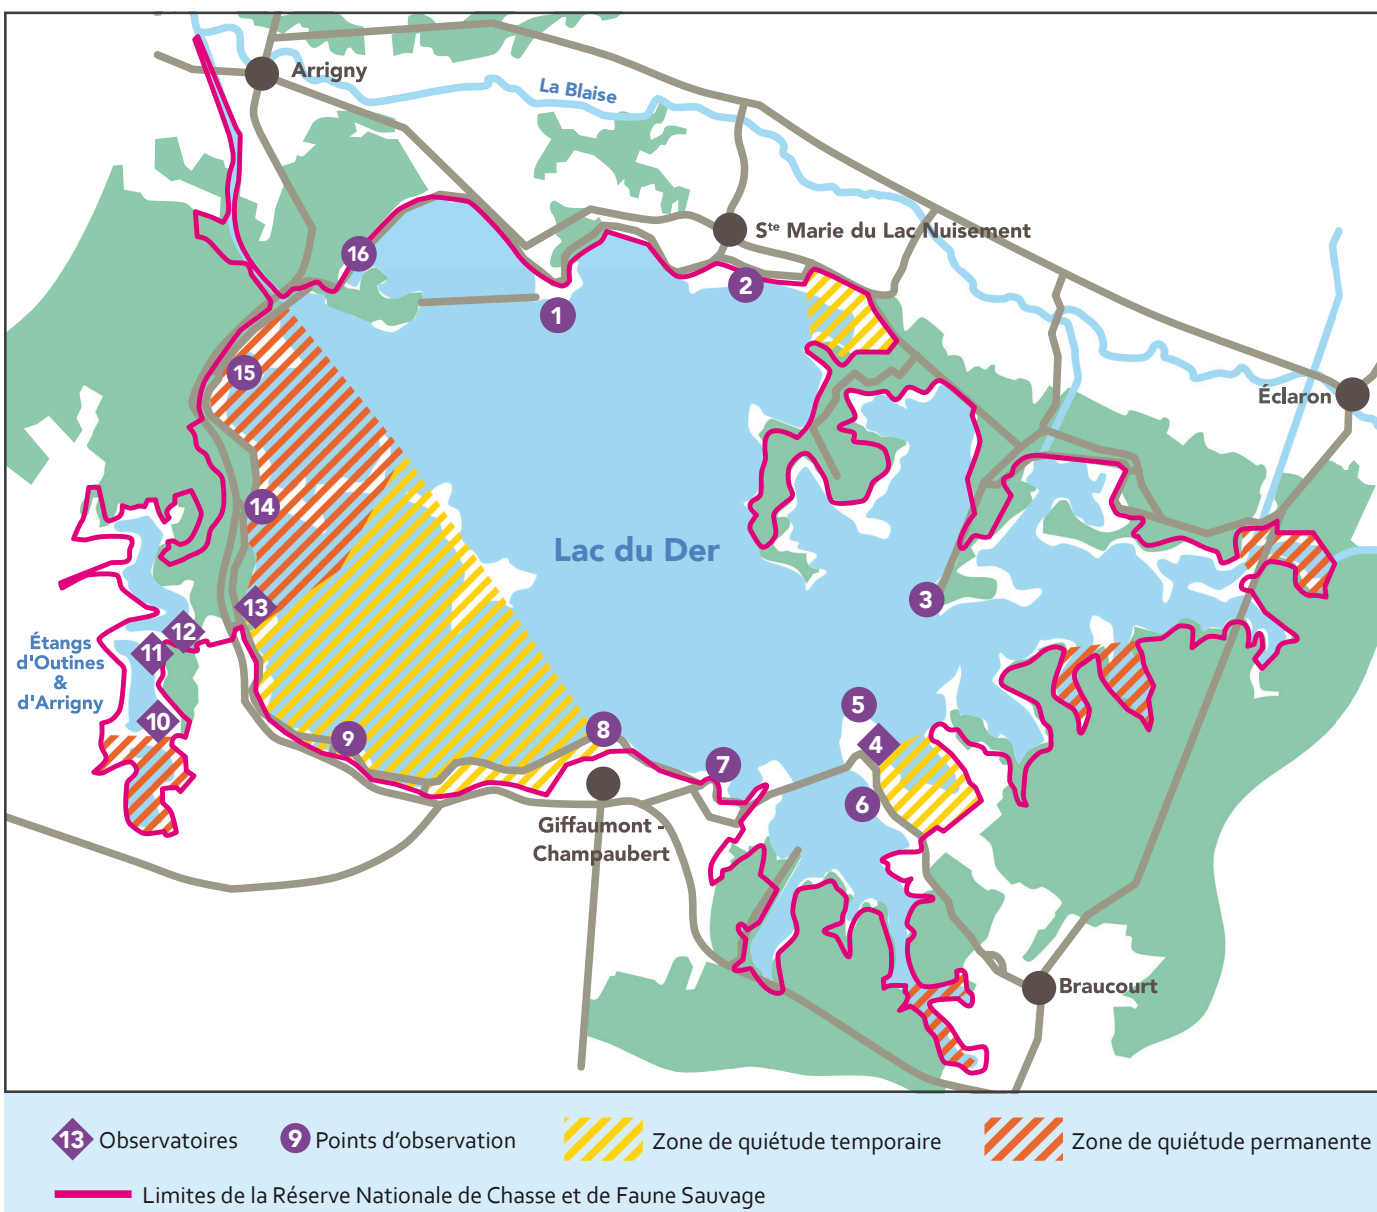 Arrigny
La Blaise
16
Ste Marie du Lac Nuisement
2
1
15
Éclaron
14
Lac du Der
3
13
12
11
Étangs
d'Outines
&
d'Arrigny
10
5
4
8
9
7
6
Giffaumont -
Champaubert
Braucourt
13 Observatoires
9 Points d'observation
Zone de quiétude temporaire
Zone de quiétude permanente
Limites de la Réserve Nationale de Chasse et de Faune Sauvage